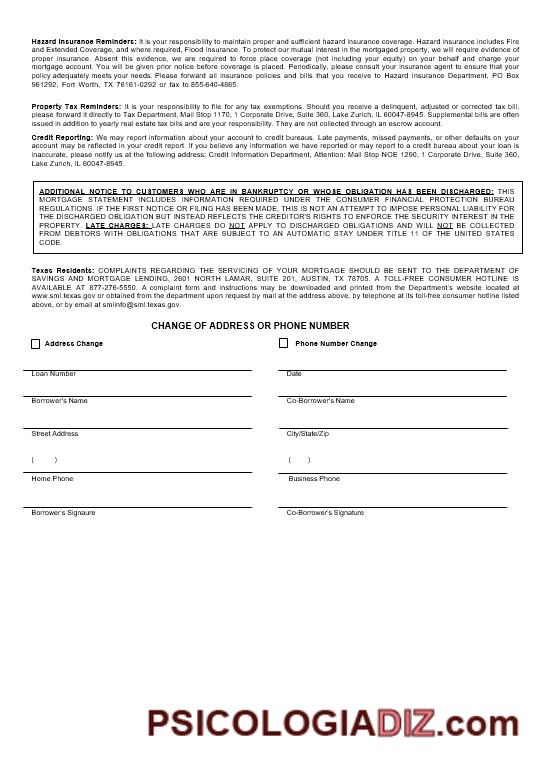 Hazard Insurance Reminders: It is your responsibility to maintain proper and sufficient hazard insurance coverage. Hazard insurance includes Fire
and Extended Coverage, and where required, Flood Insurance. To protect our mutual interest in the mortgaged property, we will require evidence of
proper insurance. Absent this evidence, we are required to force place coverage (not including your equity) on your behalf and charge your
mortgage account. You will be given prior notice before coverage is placed. Periodically, please consult your insurance agent to ensure that your
policy adequately meets your needs. Please forward all insurance policies and bills that you receive to Hazard Insurance Department, PO Box
961292, Fort Worth, TX 76161-0292 or fax to 855-640-4865.
Property Tax Reminders: It is your responsibility to file for any tax exemptions. Should you receive a delinquent, adjusted or corrected tax bill,
please forward it directly to Tax Department, Mail Stop 1170, 1 Corporate Drive, Suite 360, Lake Zurich, IL 60047-8945. Supplemental bills are often
issued in addition to yearly real estate tax bills and are your responsibility. They are not collected through an escrow account.
Credit Reporting: We may report information about your account to credit bureaus. Late payments, missed payments, or other defaults on your
account may be reflected in your credit report. If you believe any information we have reported or may report to a credit bureau about your loan is
inaccurate, please notify us at the following address: Credit Information Department, Attention: Mail Stop NOE 1290, 1 Corporate Drive, Suite 360,
Lake Zurich, IL 60047-8945.
ADDITIONAL NOTICE TO CUSTOMERS WHO ARE IN BANKRUPTCY OR WHOSE OBLIGATION HAS BEEN DISCHARGED: THIS
MORTGAGE STATEMENT INCLUDES INFORMATION REQUIRED UNDER THE CONSUMER FINANCIAL PROTECTION BUREAU
REGULATIONS. IF THE FIRST NOTICE OR FILING HAS BEEN MADE, THIS IS NOT AN ATTEMPT TO IMPOSE PERSONAL LIABILITY FOR
THE DISCHARGED OBLIGATION BUT INSTEAD REFLECTS THE CREDITOR'S RIGHTS TO ENFORCE THE SECURITY INTEREST IN THE
PROPERTY. LATE CHARGES: LATE CHARGES DO NOT APPLY TO DISCHARGED OBLIGATIONS AND WILL NOT BE COLLECTED
FROM DEBTORS WITH OBLIGATIONS THAT ARE SUBJECT TO AN AUTOMATIC STAY UNDER TITLE 11 OF THE UNITED STATES
CODE.
Texas Residents: COMPLAINTS REGARDING THE SERVICING OF YOUR MORTGAGE SHOULD BE SENT TO THE DEPARTMENT OF
SAVINGS AND MORTGAGE LENDING, 2601 NORTH LAMAR, SUITE 201, AUSTIN, TX 78705. A TOLL-FREE CONSUMER HOTLINE IS
AVAILABLE AT 877-276-5550. A complaint form and instructions may be downloaded and printed from the Department's website located at
www.sml.texas.gov or obtained from the department upon request by mail at the address above, by telephone at its toll-free consumer hotline listed
above, or by email at smlinfo@sml.texas.gov.
CHANGE OF ADDRESS OR PHONE NUMBER
Address Change Phone Number Change
Loan Number Date
Borrower's Name Co-Borrower's Name
Street Address City/State/Zip
( ) ( )
Home Phone Business Phone
Borrower's Signaure Co-Borrower's Signature
PSICOLOGIADIZ.com